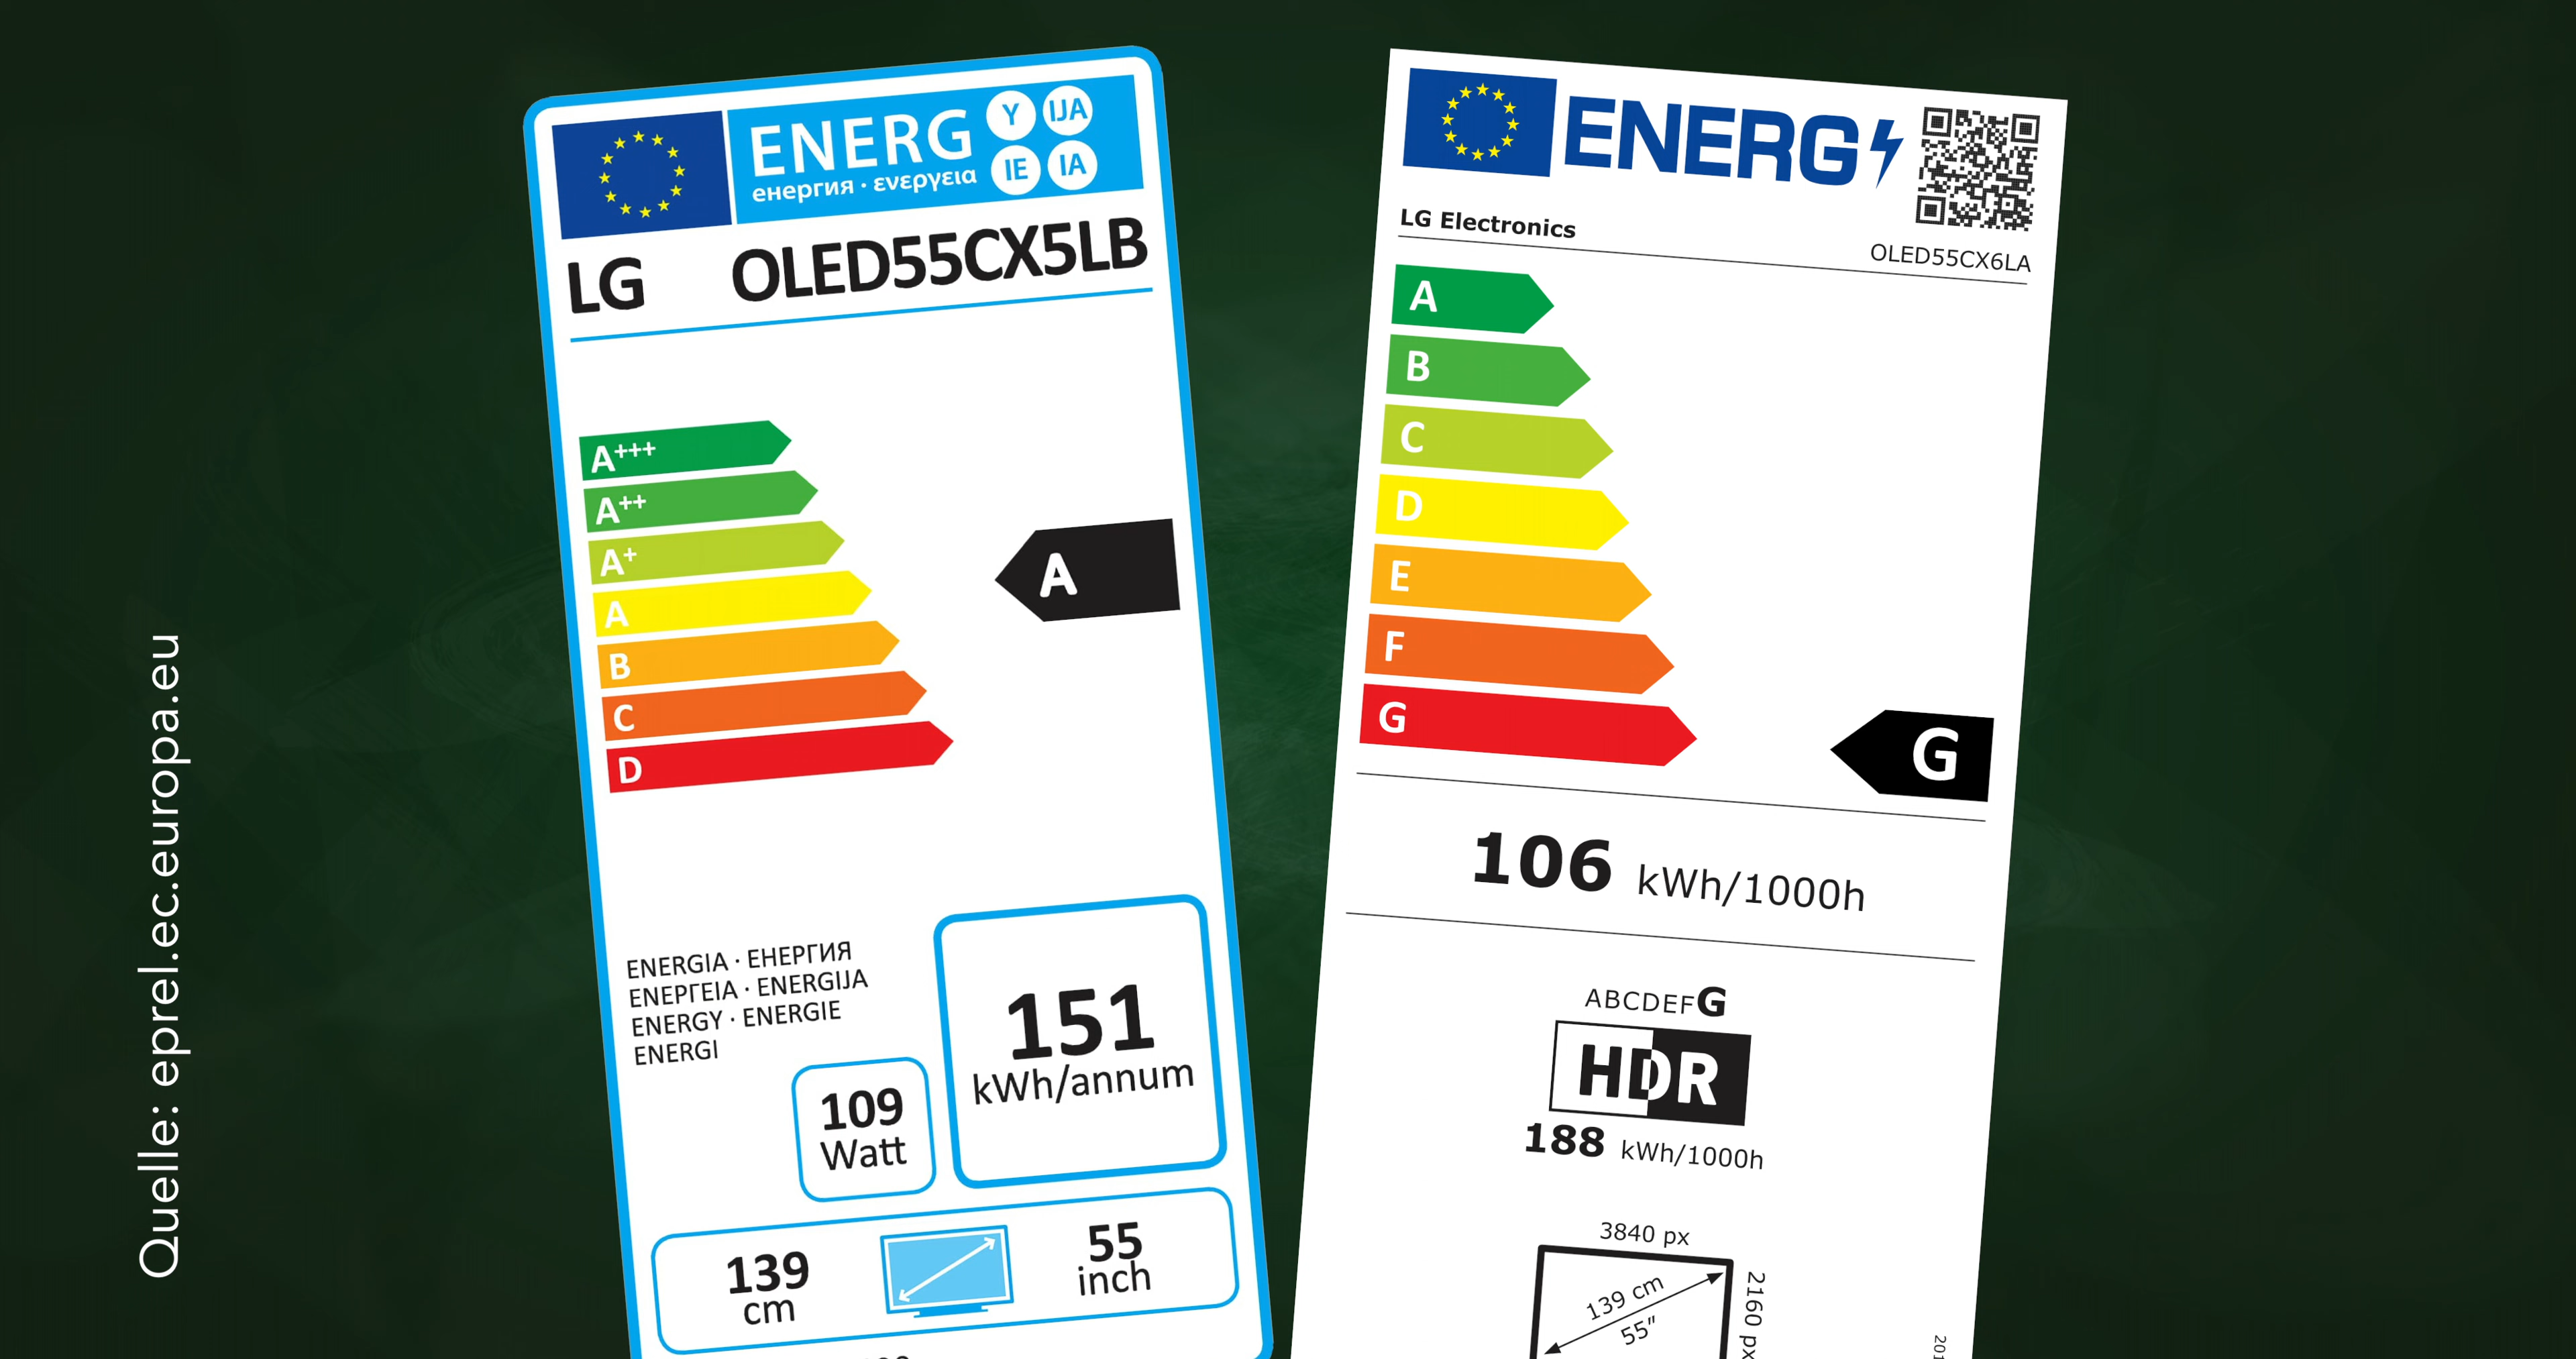 Quelle: eprel.ec.europa.eu
ENERG
енергия · ενεργεια
Y IJA
IE IA
LG OLED55CX5LB
A+++
A++
A+
A
B
C
D
A
ENERGIA · ЕНЕРГИЯ
ΕΝΕΡΓΕΙΑ · ENERGIJA
ENERGY · ENERGIE
ENERGI
109
Watt
151
kWh/annum
139
cm
55
inch
ENERG
LG Electronics
OLED55CX6LA
A
B
C
D
E
F
G
G
106 kWh/1000h
ABCDEFG
HDR
188 kWh/1000h
3840 px
139 cm
55"
2160 px